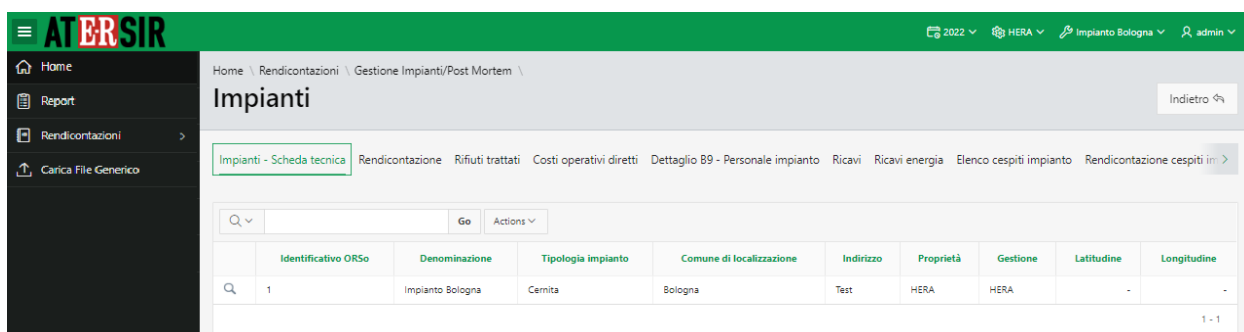 ATERSIR
2022 HERA Impianto Bologna admin
Home
Report
Rendicontazioni
Carica File Generico
Home \ Rendicontazioni \ Gestione Impianti/Post Mortem \
Impianti
Indietro
Impianti - Scheda tecnica Rendicontazione Rifiuti trattati Costi operativi diretti Dettaglio B9 - Personale impianto Ricavi Ricavi energia Elenco cespiti impianto Rendicontazione cespiti
Go Actions
Identificativo ORSo Denominazione Tipologia impianto Comune di localizzazione Indirizzo Proprietà Gestione Latitudine Longitudine
1 Impianto Bologna Cernita Bologna Test HERA HERA - -
1 - 1